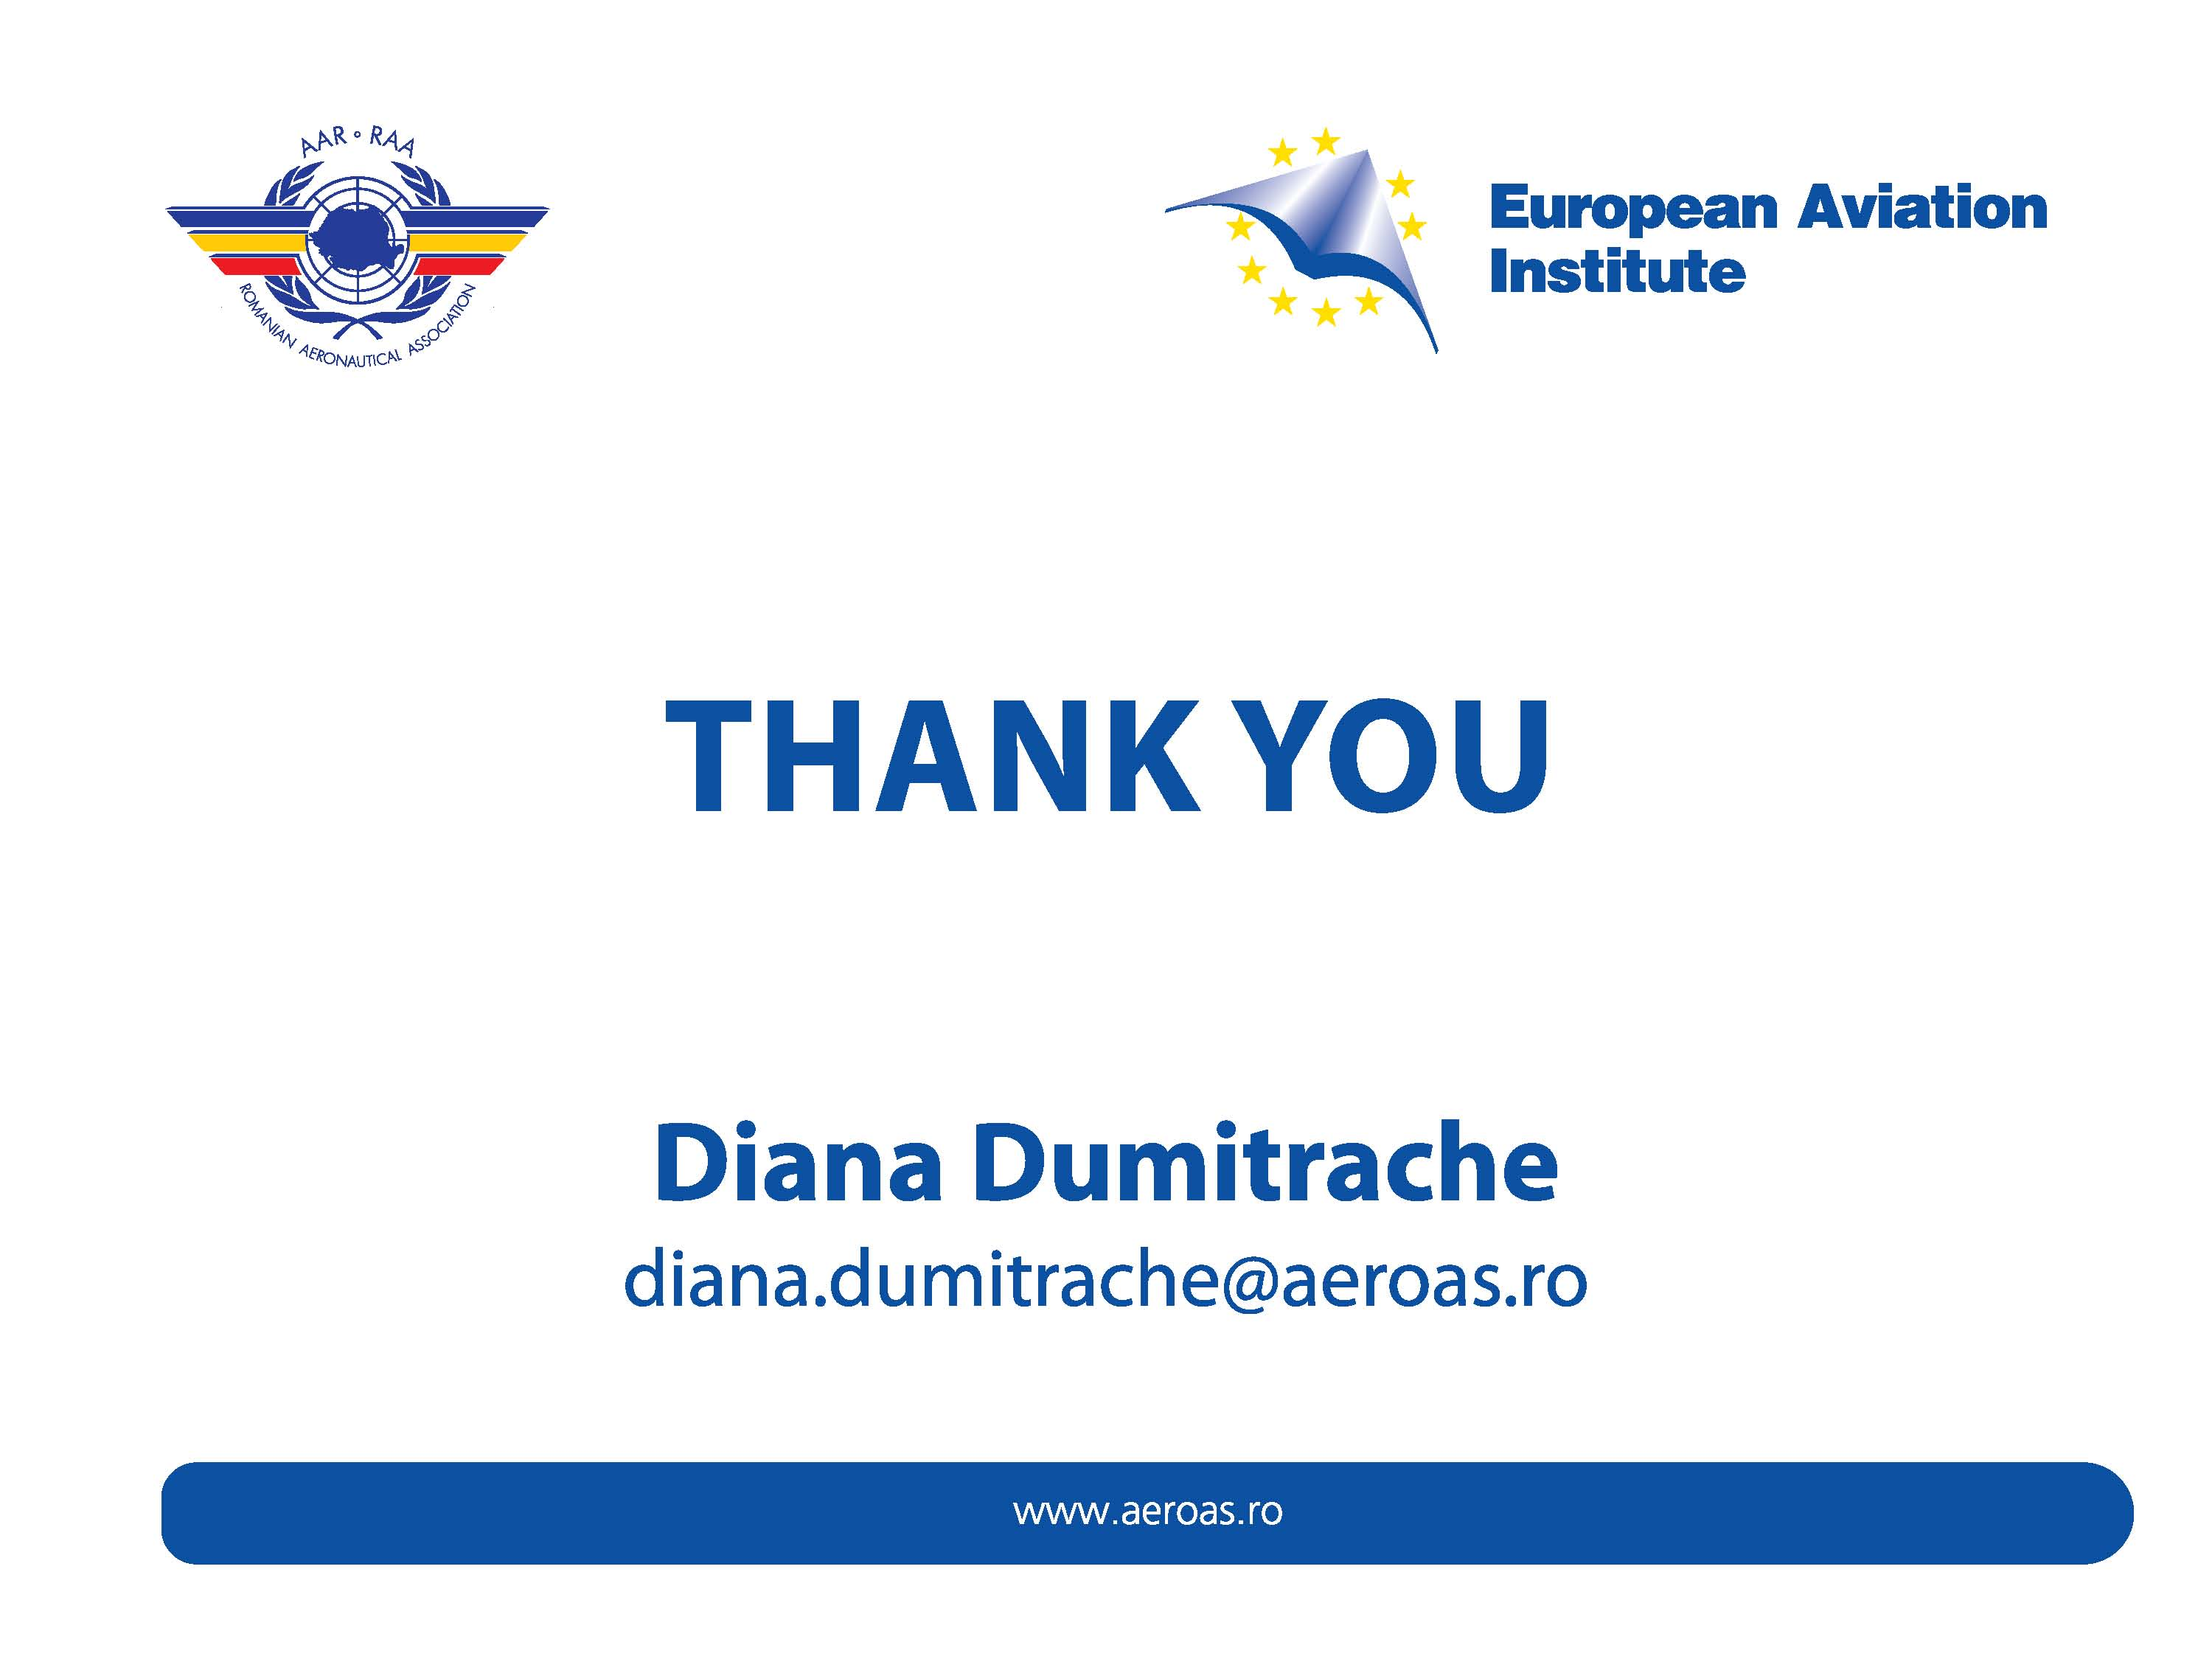 AAR ° RAA
ROMANIAN AERONAUTICAL ASSOCIATION
European Aviation
Institute
THANK YOU
Diana Dumitrache
diana.dumitrache@aeroas.ro
www.aeroas.ro